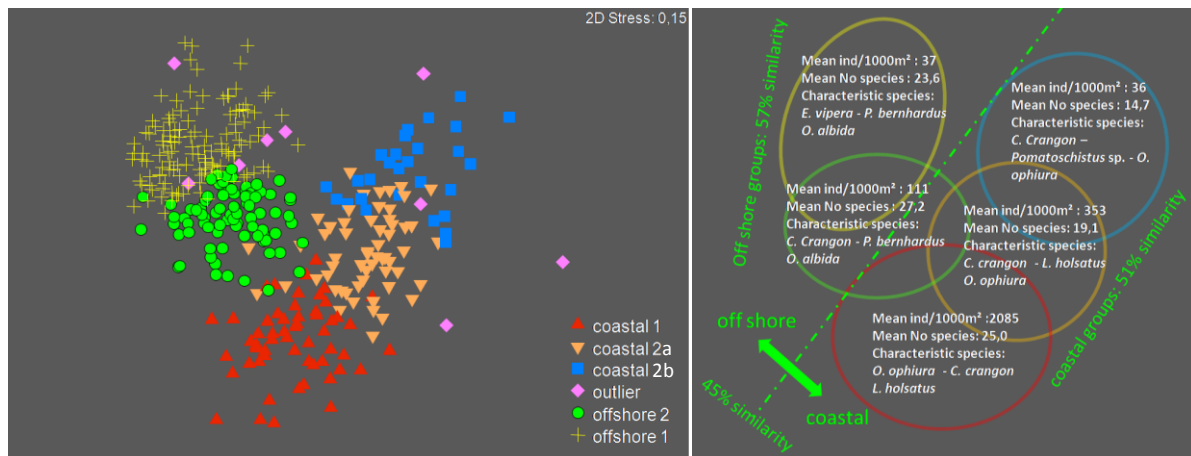 2D Stress: 0,15
coastal 1
coastal 2a
coastal 2b
outlier
offshore 2
offshore 1
Off shore groups: 57% similarity
Mean ind/1000m² : 37
Mean No species : 23,6
Characteristic species:
E. vipera - P. bernhardus
O. albida
Mean ind/1000m² : 36
Mean No species : 14,7
Characteristic species:
C. Crangon –
Pomatoschistus sp. - O.
ophiura
Mean ind/1000m² : 111
Mean No species : 27,2
Characteristic species:
C. Crangon - P. bernhardus
O. albida
Mean ind/1000m² : 353
Mean No species : 19,1
Characteristic species:
C. crangon - L. holsatus
O. ophiura
Mean ind/1000m² :2085
Mean No species: 25,0
Characteristic species:
O. ophiura - C. crangon
L. holsatus
off shore
coastal
45% similarity
coastal groups: 51% similarity